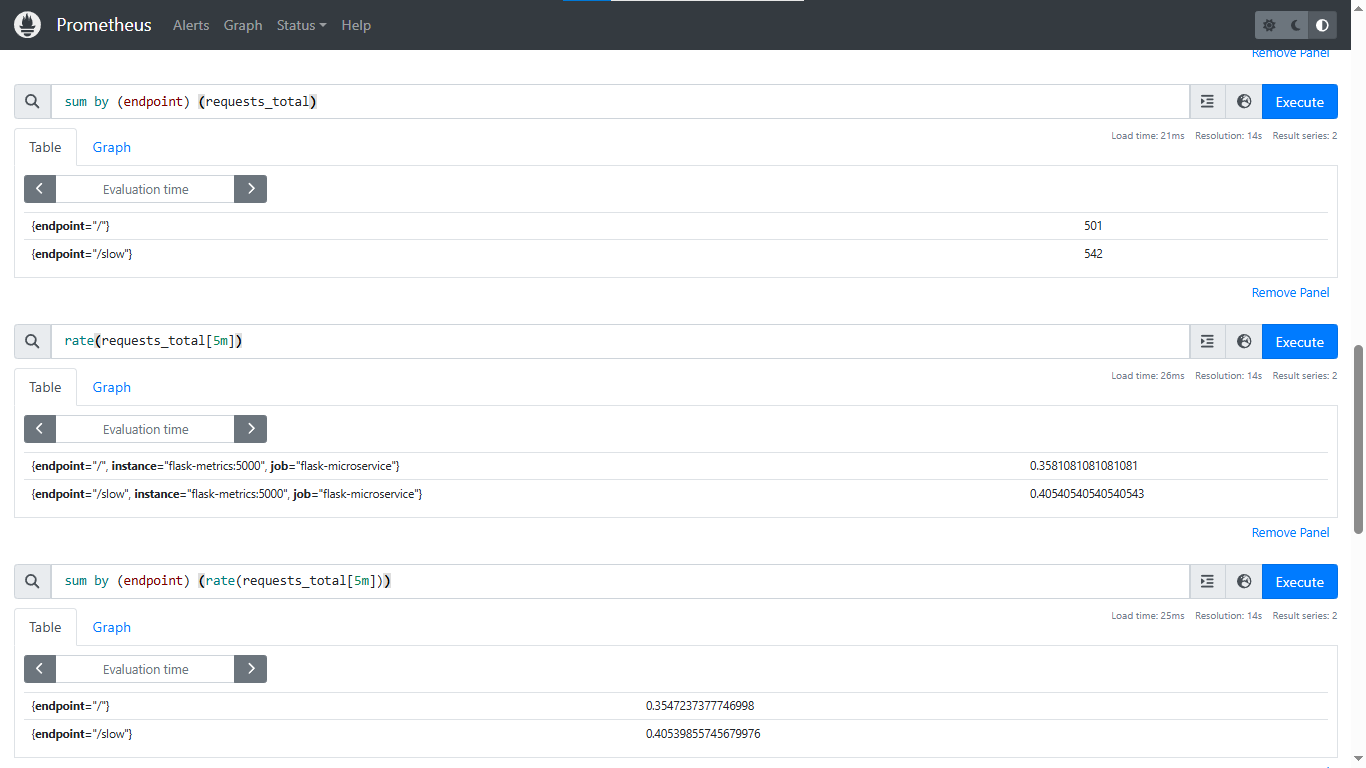 Prometheus Alerts Graph Status Help
Remove Panel
sum by (endpoint) (requests_total) Execute
Load time: 21ms Resolution: 14s Result series: 2
Table Graph
Evaluation time
{endpoint="/"} 501
{endpoint="/slow"} 542
Remove Panel
rate(requests_total[5m]) Execute
Load time: 26ms Resolution: 14s Result series: 2
Table Graph
Evaluation time
{endpoint="/", instance="flask-metrics:5000", job="flask-microservice"} 0.3581081081081081
{endpoint="/slow", instance="flask-metrics:5000", job="flask-microservice"} 0.40540540540540543
Remove Panel
sum by (endpoint) (rate(requests_total[5m])) Execute
Load time: 25ms Resolution: 14s Result series: 2
Table Graph
Evaluation time
{endpoint="/"} 0.3547237377746998
{endpoint="/slow"} 0.40539855745679976